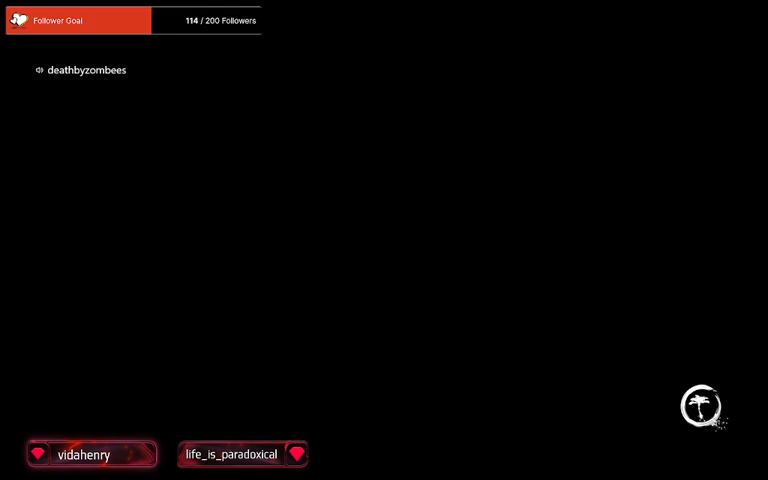 Follower Goal 114 / 200 Followers
deathbyzombees
vidahenry life_is_paradoxical